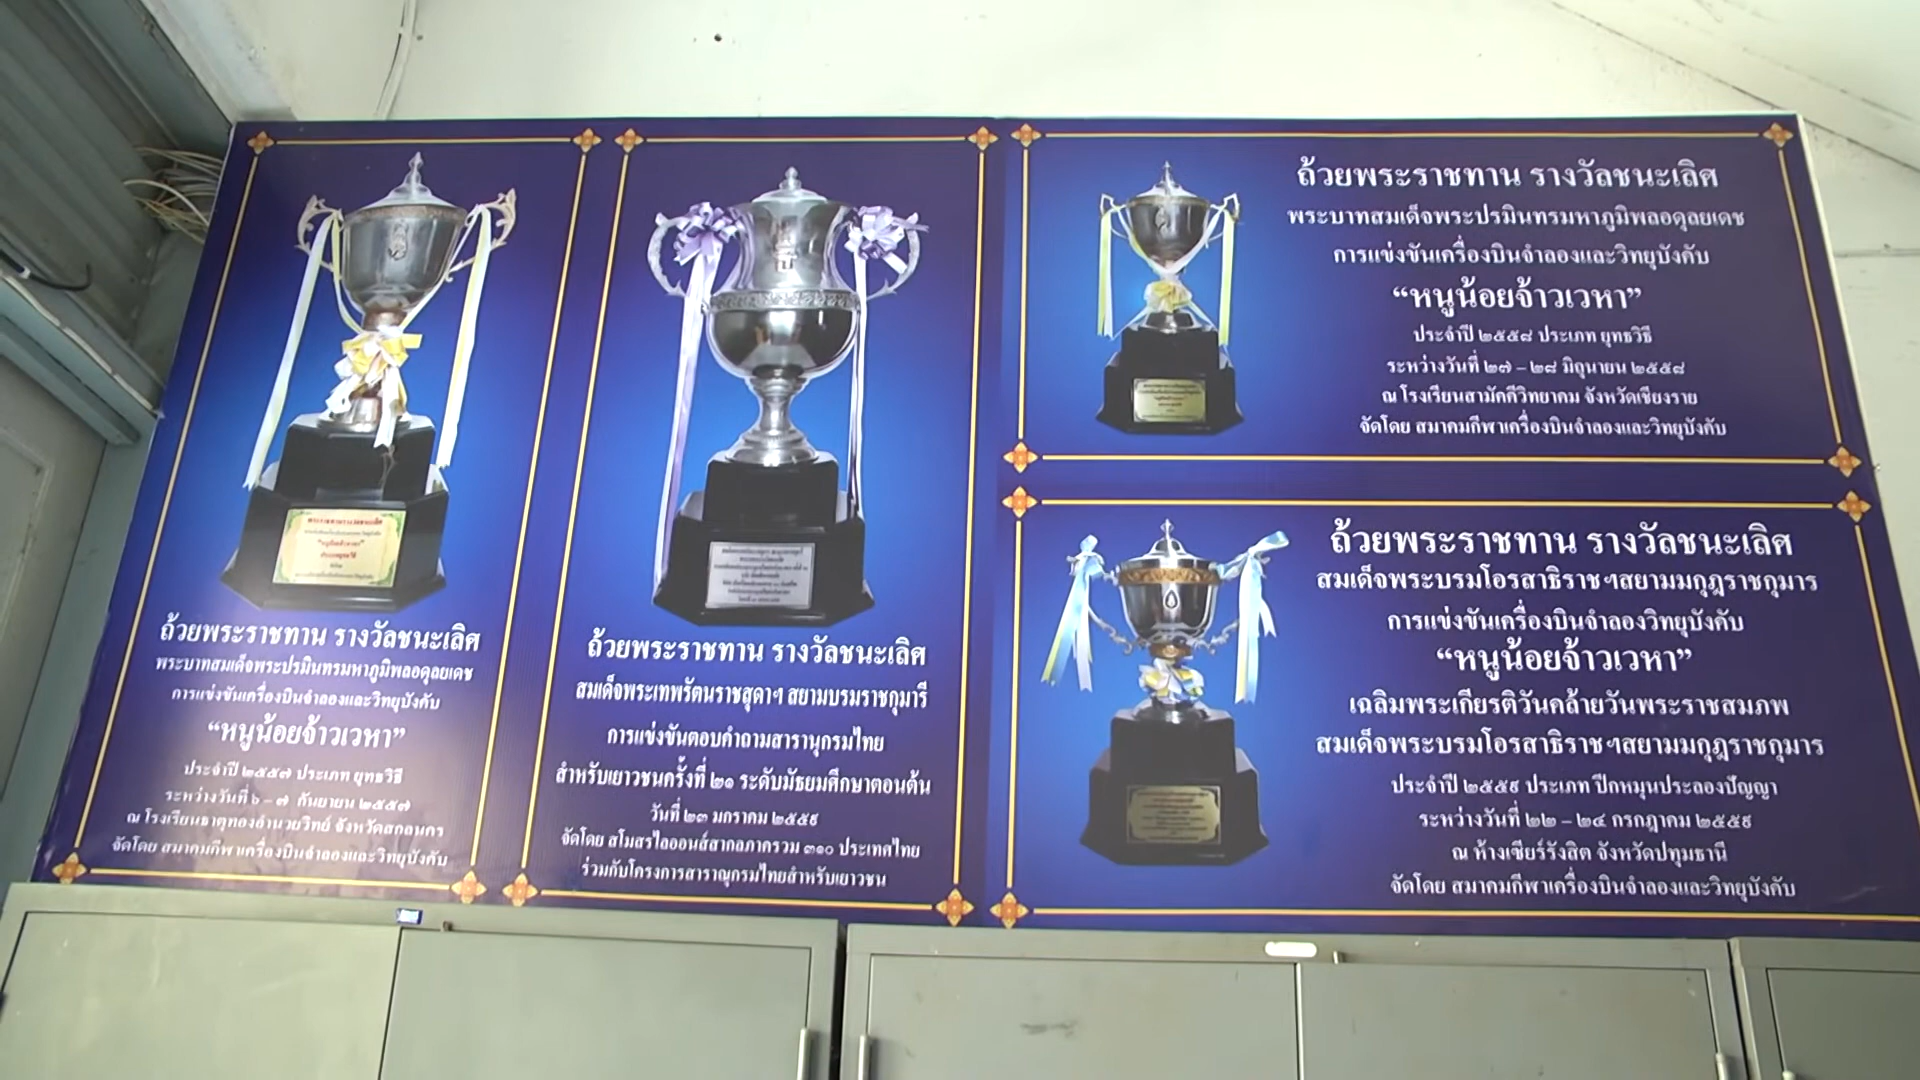 ถ้วยพระราชทาน รางวัลชนะเลิศ
พระบาทสมเด็จพระปรมินทรมหาภูมิพลอดุลยเดช
การแข่งขันเครื่องบินจำลองและวิทยุบังคับ
“หนูน้อยจ้าวเวหา”
ประจำปี ๒๕๕๗ ประเภท ยุทธวิธี
ระหว่างวันที่ ๖ – ๗ กันยายน ๒๕๕๗
ณ โรงเรียนธาตุทองอำนวยวิทย์ จังหวัดสกลนคร
จัดโดย สมาคมกีฬาเครื่องบินจำลองและวิทยุบังคับ
ถ้วยพระราชทาน รางวัลชนะเลิศ
สมเด็จพระเทพรัตนราชสุดาฯ สยามบรมราชกุมารี
การแข่งขันตอบคำถามสารานุกรมไทย
สำหรับเยาวชนครั้งที่ ๒๑ ระดับมัธยมศึกษาตอนต้น
วันที่ ๒๓ มกราคม ๒๕๕๙
จัดโดย สโมสรไลออนส์สากลภาครวม ๓๑๐ ประเทศไทย
ร่วมกับโครงการสาราณุกรมไทยสำหรับเยาวชน
ถ้วยพระราชทาน รางวัลชนะเลิศ
พระบาทสมเด็จพระปรมินทรมหาภูมิพลอดุลยเดช
การแข่งขันเครื่องบินจำลองและวิทยุบังคับ
“หนูน้อยจ้าวเวหา”
ประจำปี ๒๕๕๘ ประเภท ยุทธวิธี
ระหว่างวันที่ ๒๗ – ๒๘ มิถุนายน ๒๕๕๘
ณ โรงเรียนสามัคคีวิทยาคม จังหวัดเชียงราย
จัดโดย สมาคมกีฬาเครื่องบินจำลองและวิทยุบังคับ
ถ้วยพระราชทาน รางวัลชนะเลิศ
สมเด็จพระบรมโอรสาธิราชฯสยามมกุฎราชกุมาร
การแข่งขันเครื่องบินจำลองวิทยุบังคับ
“หนูน้อยจ้าวเวหา”
เฉลิมพระเกียรติวันคล้ายวันพระราชสมภพ
สมเด็จพระบรมโอรสาธิราชฯสยามมกุฎราชกุมาร
ประจำปี ๒๕๕๙ ประเภท ปีกหมุนประลองปัญญา
ระหว่างวันที่ ๒๒ – ๒๔ กรกฎาคม ๒๕๕๙
ณ ห้างเซียร์รังสิต จังหวัดปทุมธานี
จัดโดย สมาคมกีฬาเครื่องบินจำลองและวิทยุบังคับ